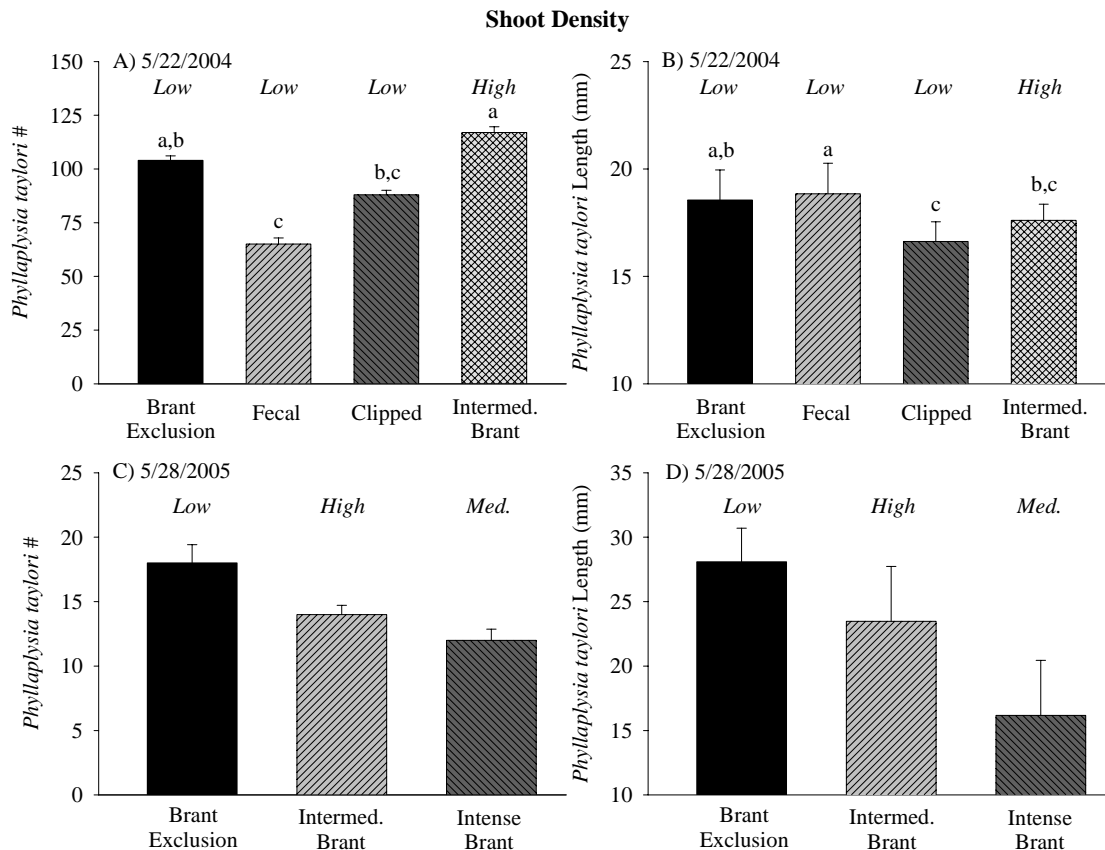 Shoot Density
A) 5/22/2004
Low Low Low High
a,b c b,c a
150
125
100
75
50
25
0
Phyllaplysia taylori #
Brant Exclusion
Fecal
Clipped
Intermed. Brant
B) 5/22/2004
Low Low Low High
a,b a c b,c
25
22
19
16
13
10
Phyllaplysia taylori Length (mm)
Brant Exclusion
Fecal
Clipped
Intermed. Brant
C) 5/28/2005
Low High Med.
25
20
15
10
5
0
Phyllaplysia taylori #
Brant Exclusion
Intermed. Brant
Intense Brant
D) 5/28/2005
Low High Med.
35
30
25
20
15
10
Phyllaplysia taylori Length (mm)
Brant Exclusion
Intermed. Brant
Intense Brant